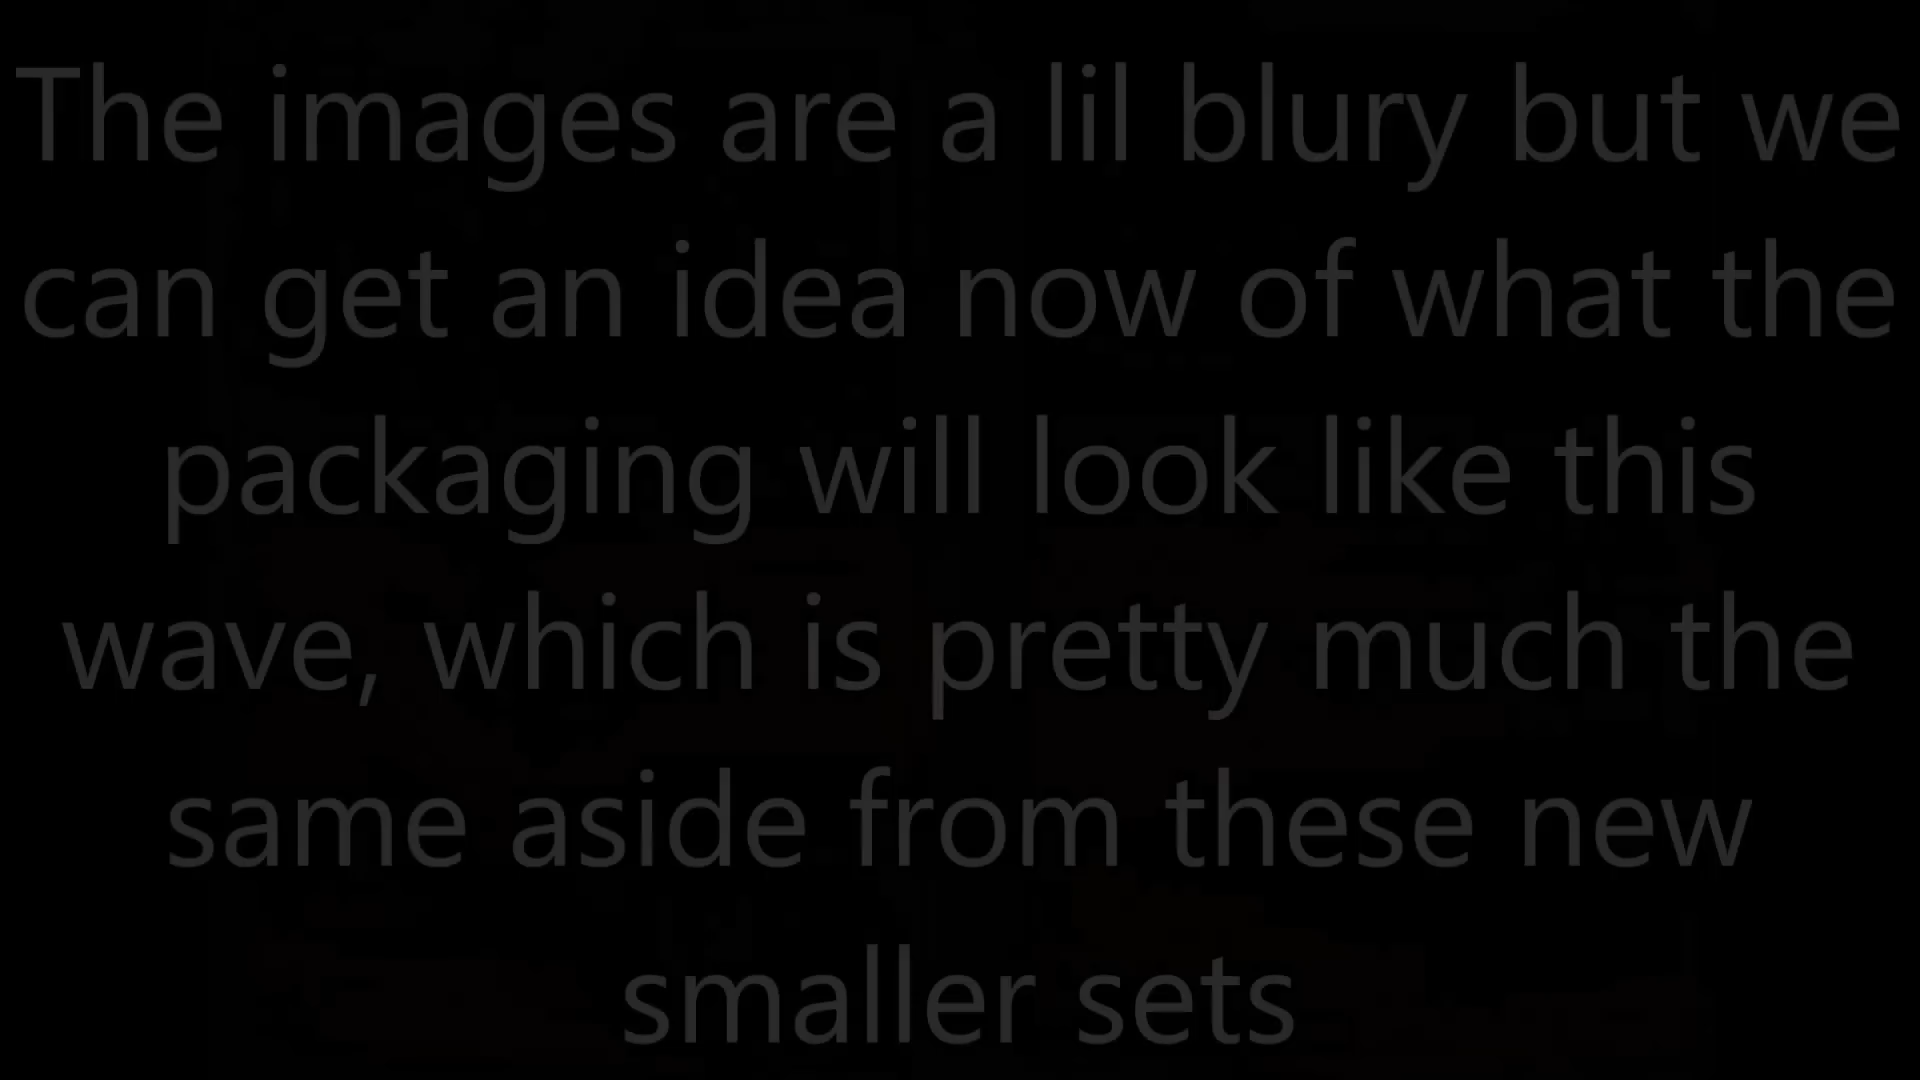 The images are a lil blury but we
can get an idea now of what the
packaging will look like this
wave, which is pretty much the
same aside from these new
smaller sets